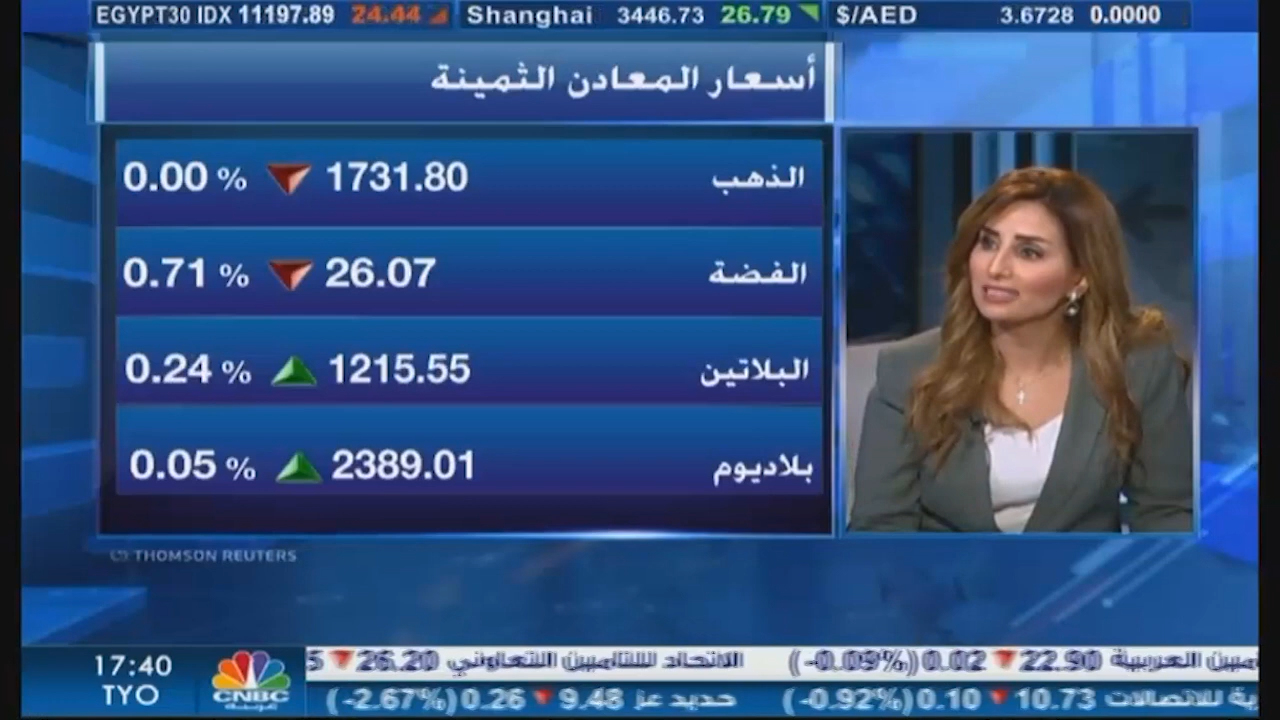 EGYPT30 IDX 11197.89 24.44 Shanghai 3446.73 26.79 $/AED 3.6728 0.0000
أسعار المعادن الثمينة
الذهب 1731.80 0.00 %
الفضة 26.07 0.71 %
البلاتين 1215.55 0.24 %
بلاديوم 2389.01 0.05 %
THOMSON REUTERS
17:40
TYO
CNBC
عربية
العربية 22.90 0.02 (-0.09%) الاتحاد للتامين التعاوني 26.20
للاتصالات 10.73 0.10 (-0.92%) حديد عز 9.48 0.26 (-2.67%)